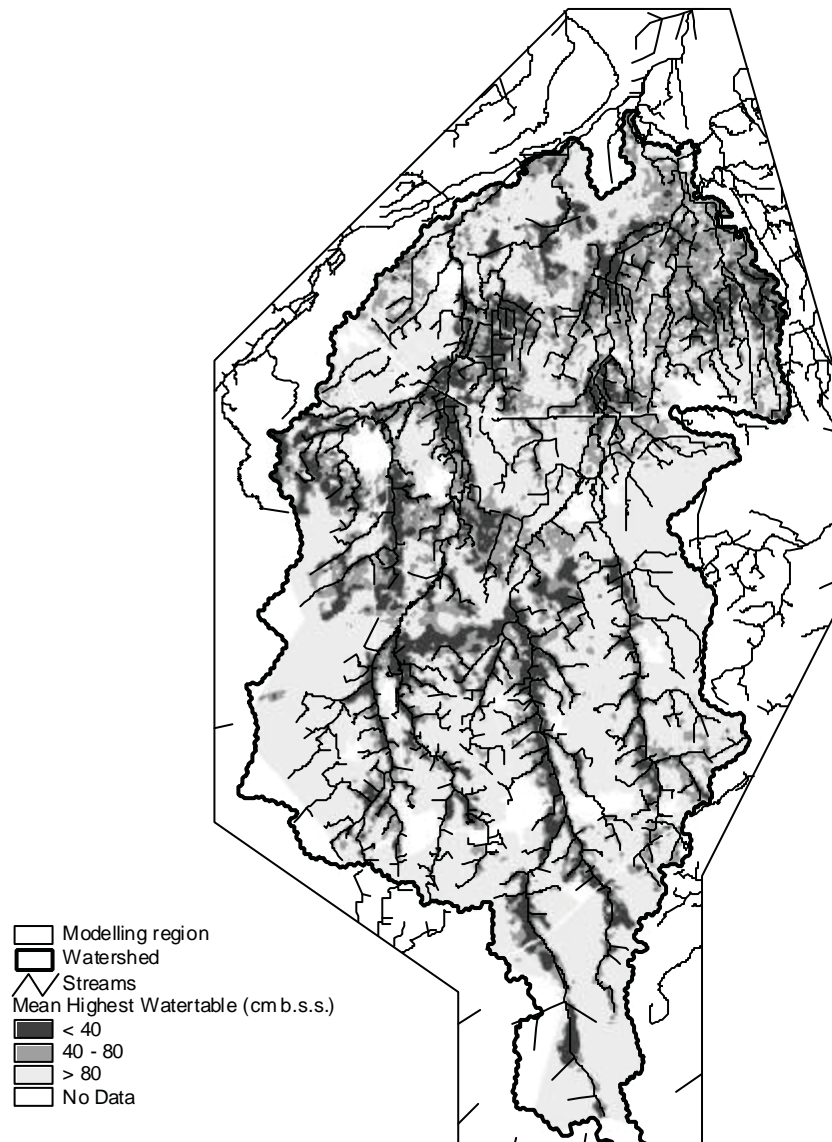 Modelling region
Watershed
Streams
Mean Highest Watertable (cm b.s.s.)
< 40
40 - 80
> 80
No Data